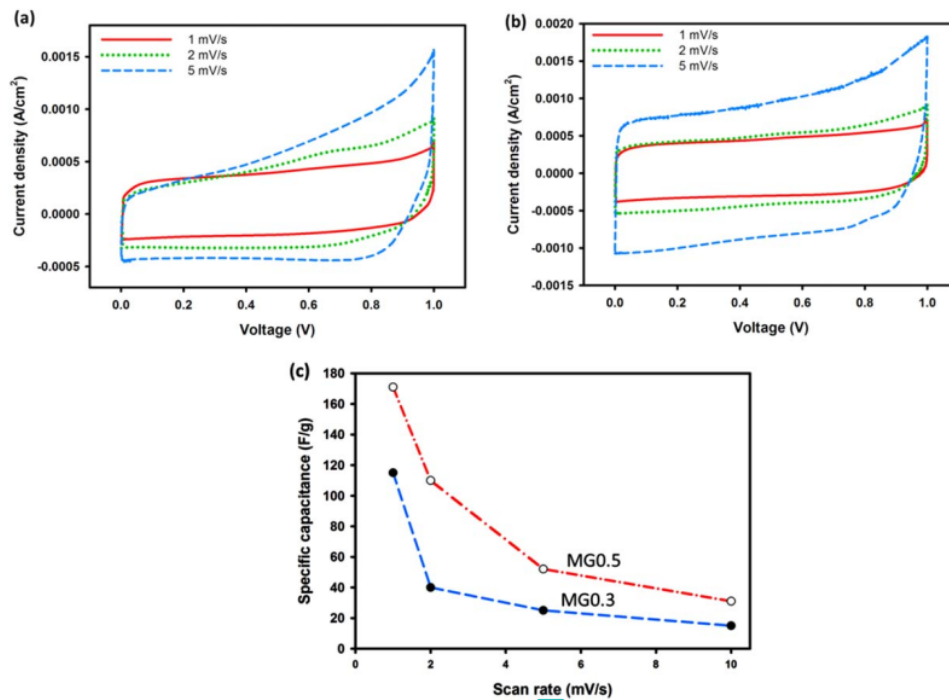 (a)
1 mV/s
2 mV/s
5 mV/s
Current density (A/cm²)
0.0015
0.0010
0.0005
0.0000
-0.0005
0.0 0.2 0.4 0.6 0.8 1.0
Voltage (V)
(b)
1 mV/s
2 mV/s
5 mV/s
Current density (A/cm²)
0.0020
0.0015
0.0010
0.0005
0.0000
-0.0005
-0.0010
-0.0015
0.0 0.2 0.4 0.6 0.8 1.0
Voltage (V)
(c)
Specific capacitance (F/g)
180
160
140
120
100
80
60
40
20
0
MG0.5
MG0.3
0 2 4 6 8 10
Scan rate (mV/s)